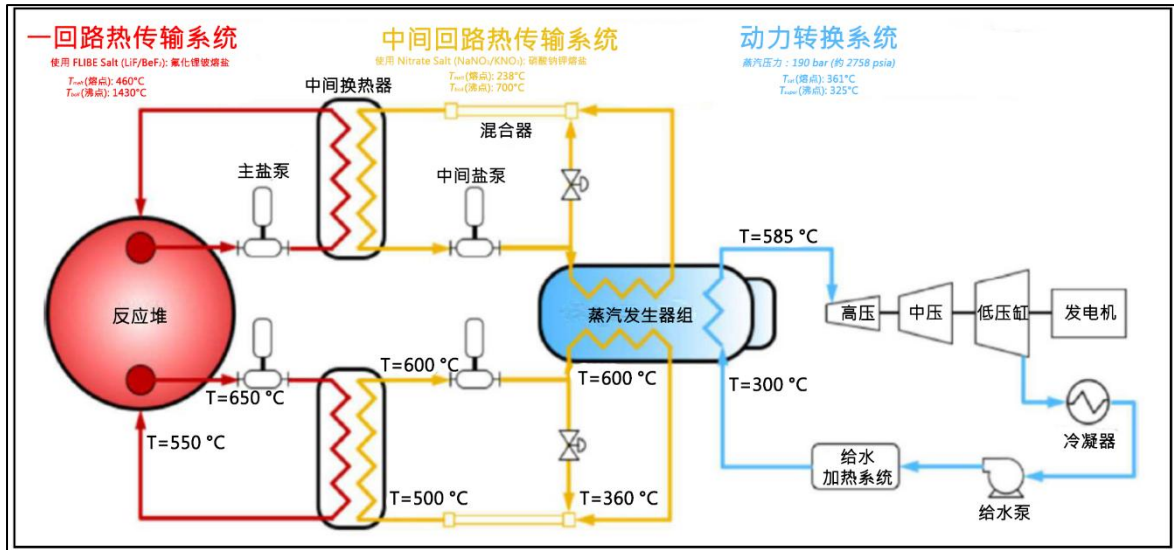 一回路热传输系统
使用 FLIBE Salt (LiF/BeF₂): 氟化锂铍熔盐
Tmelt(熔点): 460°C
Tboil(沸点): 1430°C
中间回路热传输系统
使用 Nitrate Salt (NaNO₃/KNO₃): 硝酸钠钾熔盐
Tmelt(熔点): 238°C
Tboil(沸点): 700°C
动力转换系统
蒸汽压力：190 bar (约 2758 psia)
Tsat(熔点): 361°C
Tsuper(沸点): 325°C
中间换热器
混合器
主盐泵
中间盐泵
T=585 °C
反应堆
蒸汽发生器组
高压
中压
低压缸
发电机
T=600 °C
T=600 °C
T=650 °C
T=300 °C
T=550 °C
冷凝器
给水
加热系统
T=500 °C
T=360 °C
给水泵